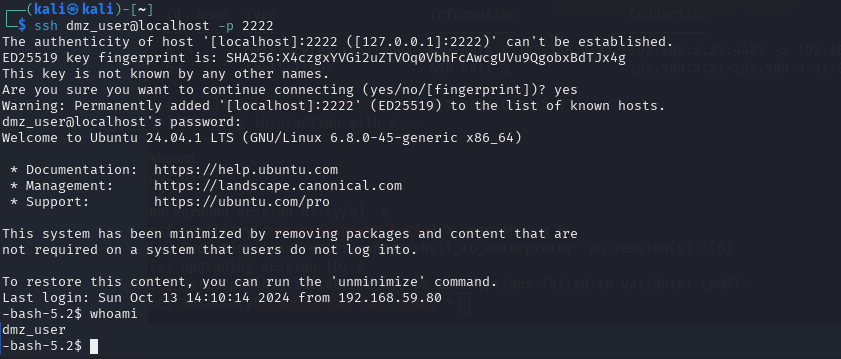 ┌──(kali㉿kali)-[~]
└─$ ssh dmz_user@localhost -p 2222
The authenticity of host '[localhost]:2222 ([127.0.0.1]:2222)' can't be established.
ED25519 key fingerprint is: SHA256:X4czgxYVGi2uZTVOq0VbhFcAwcgUVu9QgobxBdTJx4g
This key is not known by any other names.
Are you sure you want to continue connecting (yes/no/[fingerprint])? yes
Warning: Permanently added '[localhost]:2222' (ED25519) to the list of known hosts.
dmz_user@localhost's password:
Welcome to Ubuntu 24.04.1 LTS (GNU/Linux 6.8.0-45-generic x86_64)
 * Documentation:  https://help.ubuntu.com
 * Management:     https://landscape.canonical.com
 * Support:        https://ubuntu.com/pro
This system has been minimized by removing packages and content that are
not required on a system that users do not log into.
To restore this content, you can run the 'unminimize' command.
Last login: Sun Oct 13 14:10:14 2024 from 192.168.59.80
-bash-5.2$ whoami
dmz_user
-bash-5.2$